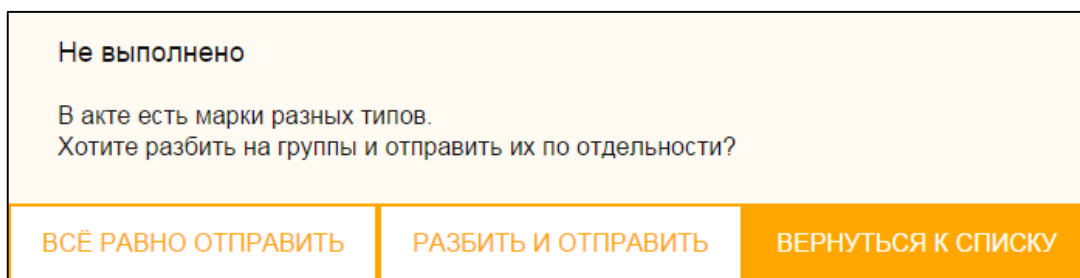 Не выполнено
В акте есть марки разных типов.
Хотите разбить на группы и отправить их по отдельности?
ВСЁ РАВНО ОТПРАВИТЬ
РАЗБИТЬ И ОТПРАВИТЬ
ВЕРНУТЬСЯ К СПИСКУ